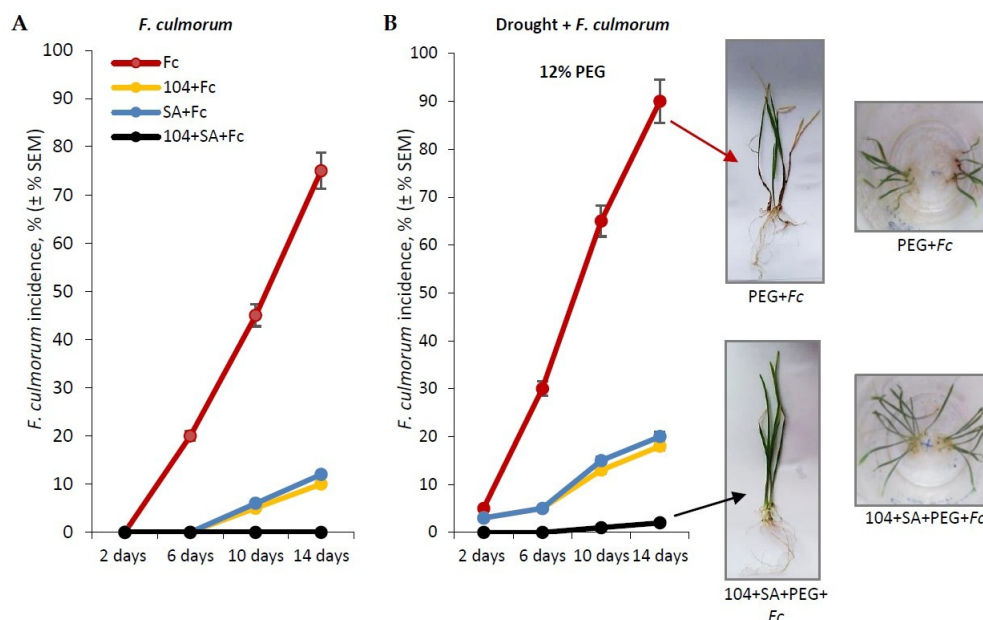 A
F. culmorum
F. culmorum incidence, % (± % SEM)
100
90
80
70
60
50
40
30
20
10
0
Fc
104+Fc
SA+Fc
104+SA+Fc
2 days
6 days
10 days
14 days
B
Drought + F. culmorum
12% PEG
F. culmorum incidence, % (± % SEM)
100
90
80
70
60
50
40
30
20
10
0
2 days
6 days
10 days
14 days
PEG+Fc
PEG+Fc
104+SA+PEG+
Fc
104+SA+PEG+Fc